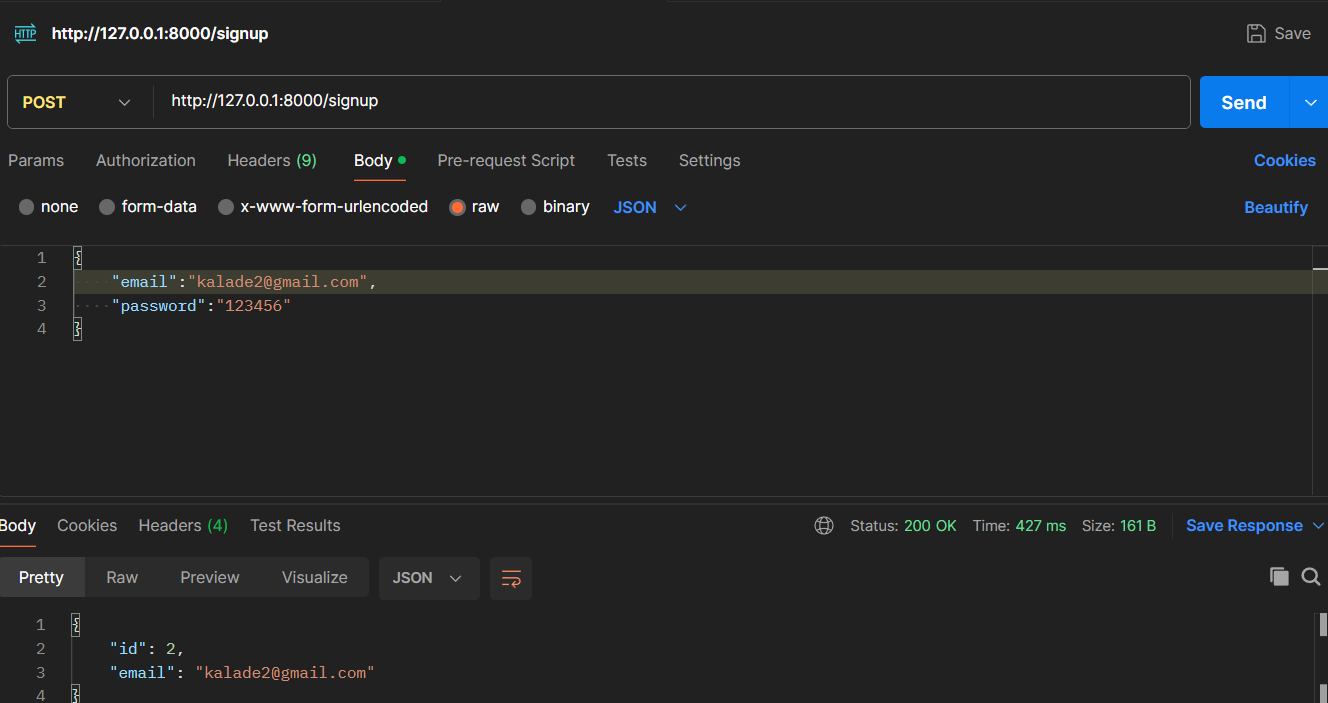 HTTP http://127.0.0.1:8000/signup Save
POST http://127.0.0.1:8000/signup Send
Params Authorization Headers (9) Body Pre-request Script Tests Settings Cookies
none form-data x-www-form-urlencoded raw binary JSON Beautify
1 {
2 "email":"kalade2@gmail.com",
3 "password":"123456"
4 }
Body Cookies Headers (4) Test Results Status: 200 OK Time: 427 ms Size: 161 B Save Response
Pretty Raw Preview Visualize JSON
1 {
2 "id": 2,
3 "email": "kalade2@gmail.com"
4 }